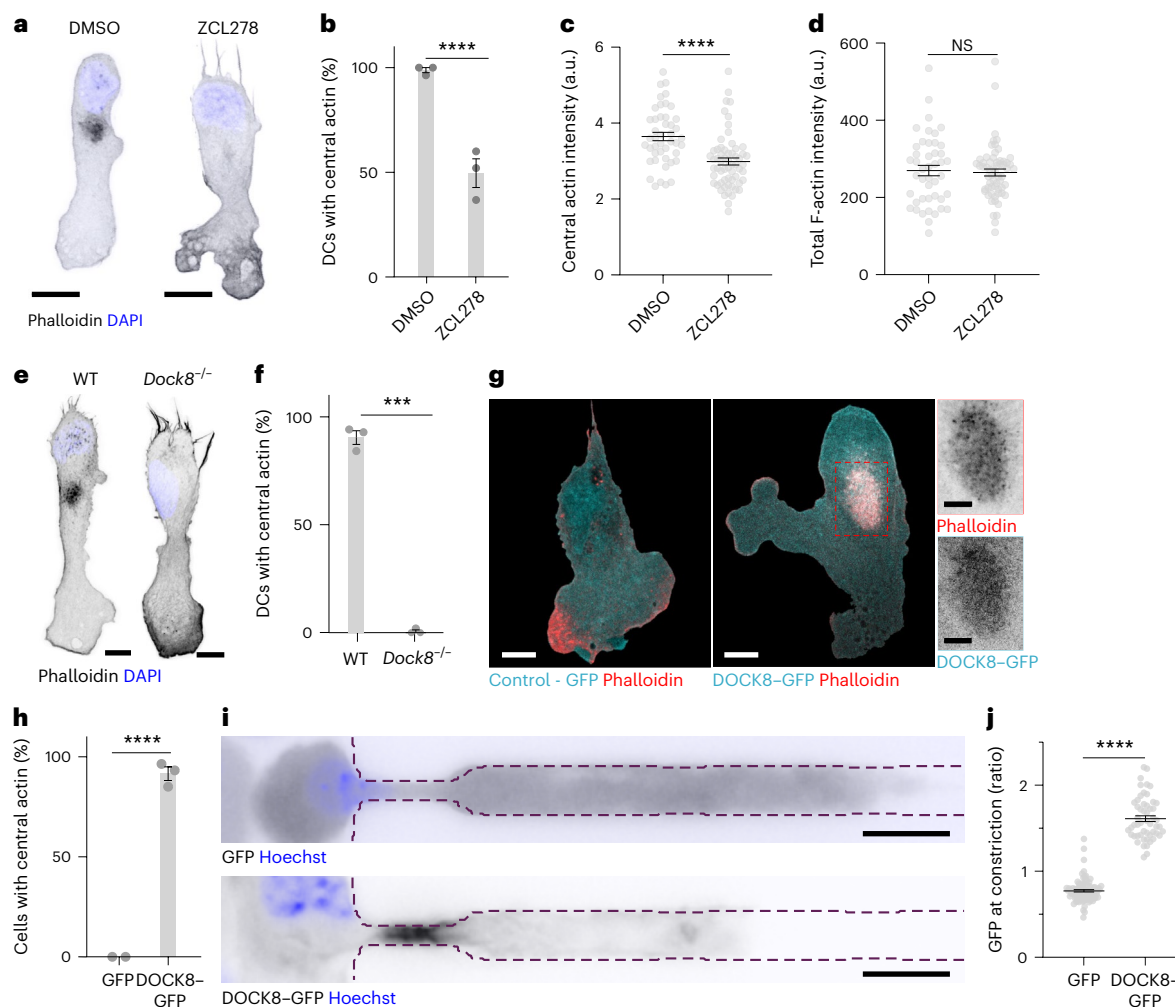 a
DMSO
ZCL278
Phalloidin DAPI
b
DCs with central actin (%)
****
100
50
0
DMSO
ZCL278
c
Central actin intensity (a.u.)
****
6
4
2
0
DMSO
ZCL278
d
Total F-actin intensity (a.u.)
NS
600
400
200
0
DMSO
ZCL278
e
WT
Dock8−/−
Phalloidin DAPI
f
DCs with central actin (%)
***
100
50
0
WT
Dock8−/−
g
Control - GFP Phalloidin
DOCK8–GFP Phalloidin
Phalloidin
DOCK8–GFP
h
Cells with central actin (%)
****
100
50
0
GFP
DOCK8–
GFP
i
GFP Hoechst
DOCK8–GFP Hoechst
j
GFP at constriction (ratio)
****
2
1
0
GFP
DOCK8–
GFP